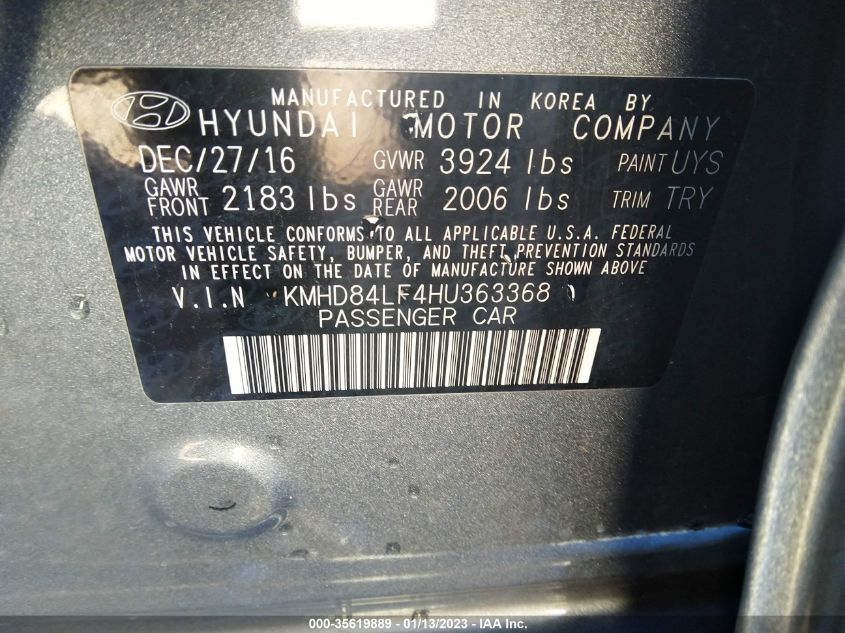 MANUFACTURED IN KOREA BY
HYUNDAI MOTOR COMPANY
DEC/27/16 GVWR 3924 lbs PAINT UYS
GAWR FRONT 2183 lbs GAWR REAR 2006 lbs TRIM TRY
THIS VEHICLE CONFORMS TO ALL APPLICABLE U.S.A. FEDERAL
MOTOR VEHICLE SAFETY, BUMPER, AND THEFT PREVENTION STANDARDS
IN EFFECT ON THE DATE OF MANUFACTURE SHOWN ABOVE
V.I.N KMHD84LF4HU363368
PASSENGER CAR
000-35619889 — 01/13/2023 — IAA Inc.